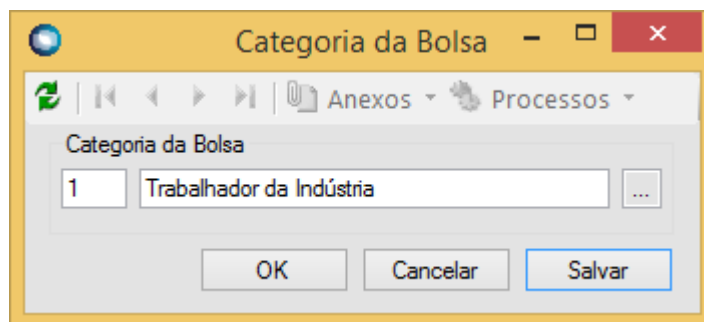 Categoria da Bolsa
Anexos Processos
Categoria da Bolsa
1 Trabalhador da Indústria ...
OK Cancelar Salvar